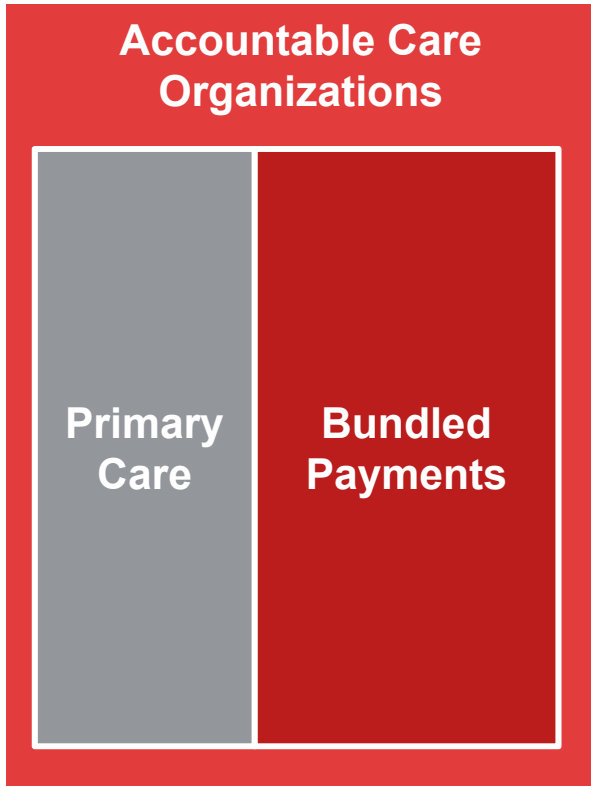 Accountable Care
Organizations
Primary
Care
Bundled
Payments